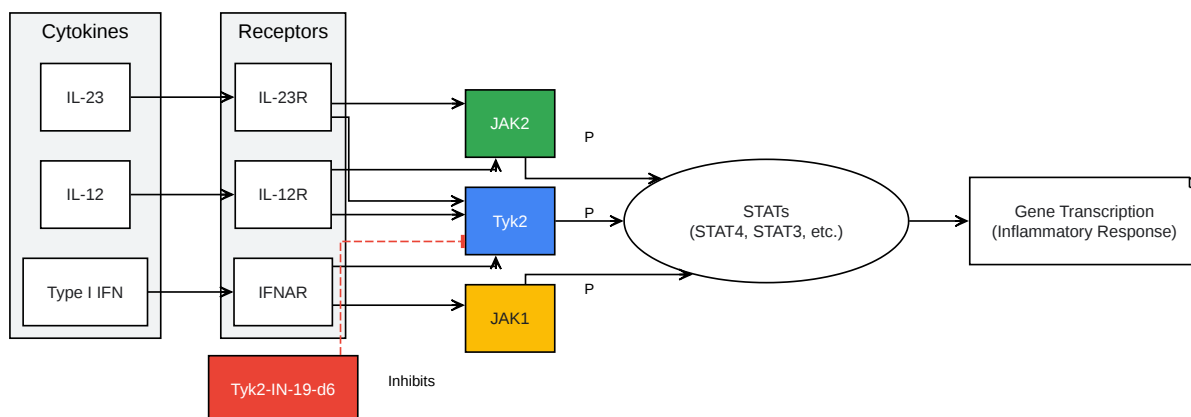 Cytokines
Receptors
IL-23
IL-23R
JAK2
P
IL-12
IL-12R
Tyk2
P
STATs
(STAT4, STAT3, etc.)
Gene Transcription
(Inflammatory Response)
Type I IFN
IFNAR
JAK1
P
Tyk2-IN-19-d6
Inhibits